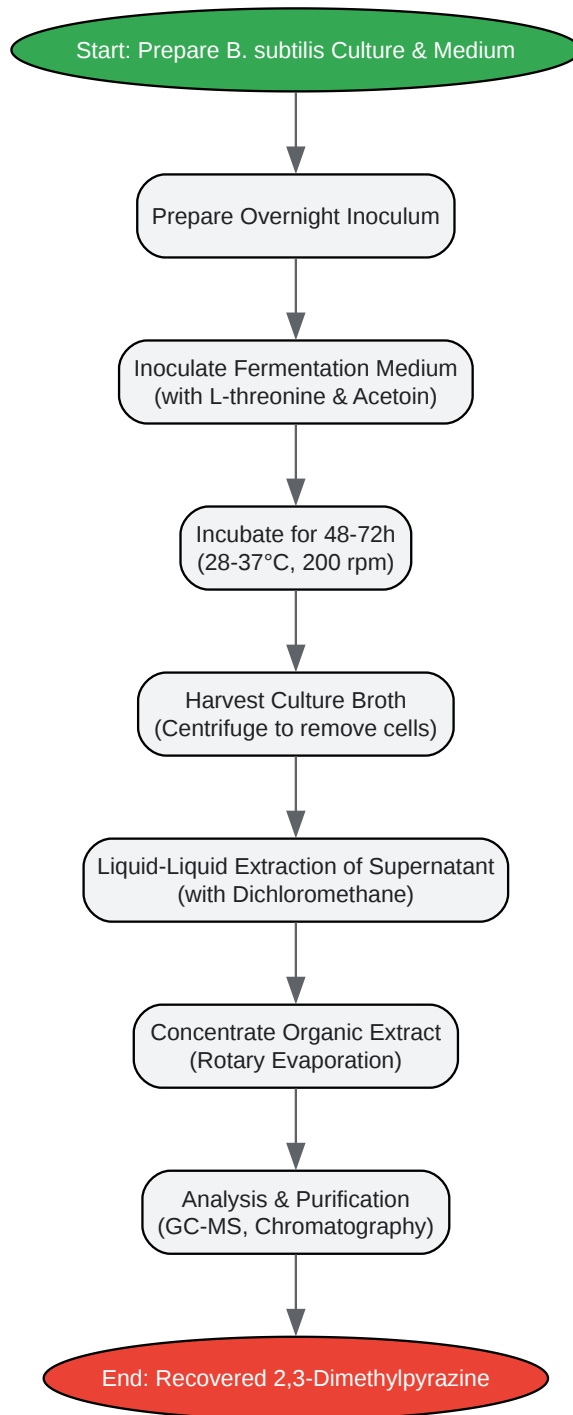 Start: Prepare B. subtilis Culture & Medium
Prepare Overnight Inoculum
Inoculate Fermentation Medium
(with L-threonine & Acetoin)
Incubate for 48-72h
(28-37°C, 200 rpm)
Harvest Culture Broth
(Centrifuge to remove cells)
Liquid-Liquid Extraction of Supernatant
(with Dichloromethane)
Concentrate Organic Extract
(Rotary Evaporation)
Analysis & Purification
(GC-MS, Chromatography)
End: Recovered 2,3-Dimethylpyrazine